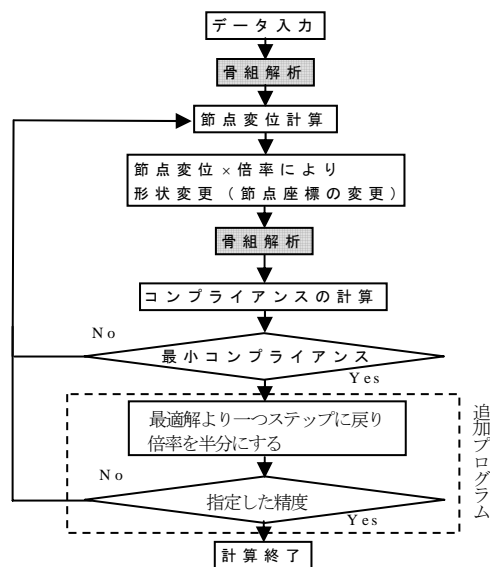 データ入力
骨組解析
節点変位計算
節点変位×倍率により
形状変更（節点座標の変更）
骨組解析
コンプライアンスの計算
No
最小コンプライアンス
Yes
最適解より一つステップに戻り
倍率を半分にする
追加プログラム
No
指定した精度
Yes
計算終了